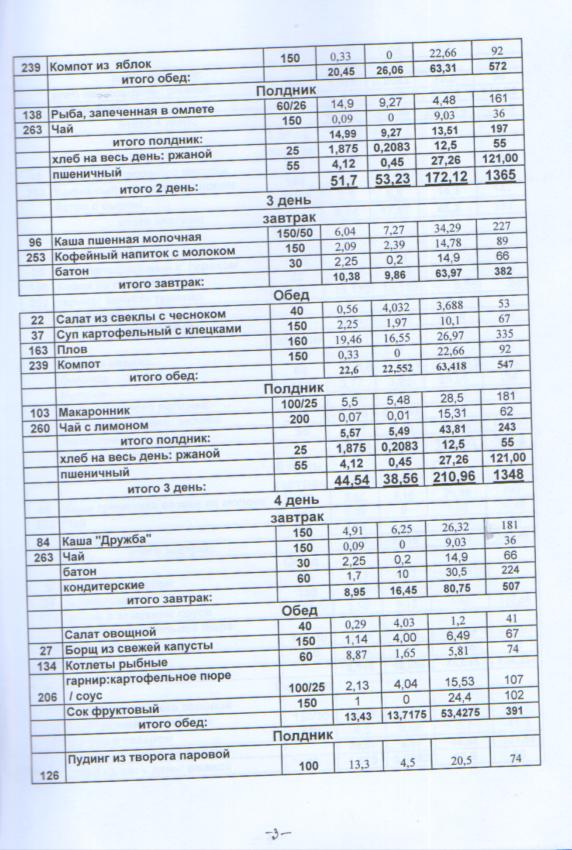 239 Компот из яблок 150 0,33 0 22,66 92
итого обед: 20,45 26,06 63,31 572
Полдник
138 Рыба, запеченная в омлете 60/26 14,9 9,27 4,48 161
263 Чай 150 0,09 0 9,03 36
итого полдник: 14,99 9,27 13,51 197
хлеб на весь день: ржаной 25 1,875 0,2083 12,5 55
пшеничный 55 4,12 0,45 27,26 121,00
итого 2 день: 51,7 53,23 172,12 1365
3 день
завтрак
96 Каша пшенная молочная 150/50 6,04 7,27 34,29 227
253 Кофейный напиток с молоком 150 2,09 2,39 14,78 89
батон 30 2,25 0,2 14,9 66
итого завтрак: 10,38 9,86 63,97 382
Обед
22 Салат из свеклы с чесноком 40 0,56 4,032 3,688 53
37 Суп картофельный с клецками 150 2,25 1,97 10,1 67
163 Плов 160 19,46 16,55 26,97 335
239 Компот 150 0,33 0 22,66 92
итого обед: 22,6 22,552 63,418 547
Полдник
103 Макаронник 100/25 5,5 5,48 28,5 181
260 Чай с лимоном 200 0,07 0,01 15,31 62
итого полдник: 5,57 5,49 43,81 243
хлеб на весь день: ржаной 25 1,875 0,2083 12,5 55
пшеничный 55 4,12 0,45 27,26 121,00
итого 3 день: 44,54 38,56 210,96 1348
4 день
завтрак
84 Каша "Дружба" 150 4,91 6,25 26,32 181
263 Чай 150 0,09 0 9,03 36
батон 30 2,25 0,2 14,9 66
кондитерские 60 1,7 10 30,5 224
итого завтрак: 8,95 16,45 80,75 507
Обед
Салат овощной 40 0,29 4,03 1,2 41
27 Борщ из свежей капусты 150 1,14 4,00 6,49 67
134 Котлеты рыбные 60 8,87 1,65 5,81 74
гарнир:картофельное пюре
206 / соус 100/25 2,13 4,04 15,53 107
Сок фруктовый 150 1 0 24,4 102
итого обед: 13,43 13,7175 53,4275 391
Полдник
Пудинг из творога паровой
126 100 13,3 4,5 20,5 74
-3-